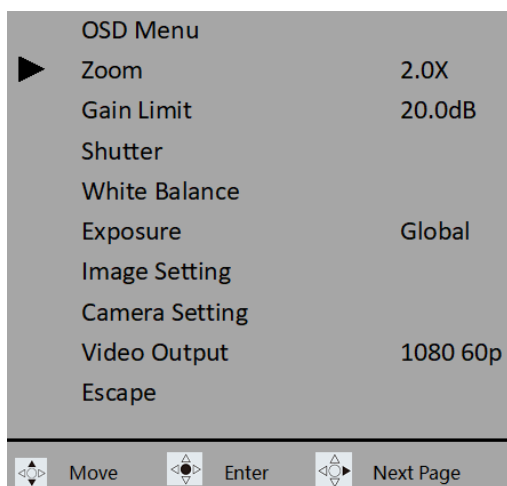 OSD Menu
Zoom 2.0X
Gain Limit 20.0dB
Shutter
White Balance
Exposure Global
Image Setting
Camera Setting
Video Output 1080 60p
Escape
Move Enter Next Page